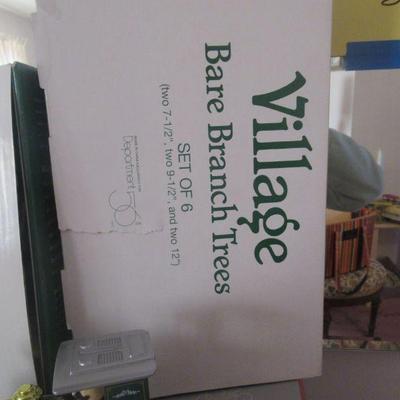 Village
Bare Branch Trees
SET OF 6
(two 7-1/2", two 9-1/2", and two 12")
Department 56